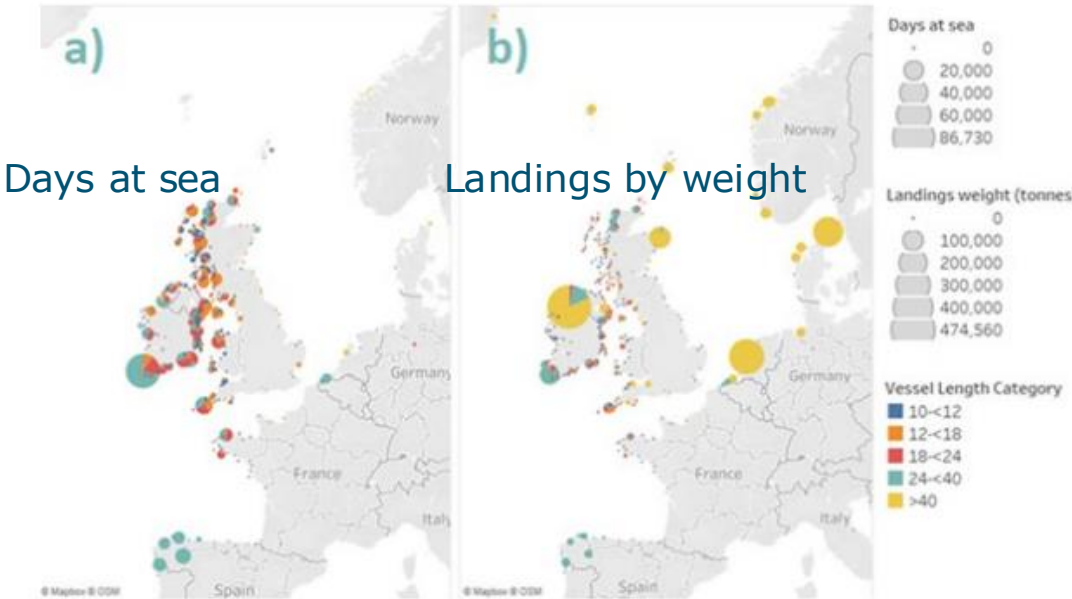 a)
Days at sea
Norway
Germany
France
Italy
Spain
© Mapbox © OSM
b)
Landings by weight
Norway
Germany
France
Italy
Spain
© Mapbox © OSM
Days at sea
0
20,000
40,000
60,000
86,730
Landings weight (tonnes
0
100,000
200,000
300,000
400,000
474,560
Vessel Length Category
10-<12
12-<18
18-<24
24-<40
>40